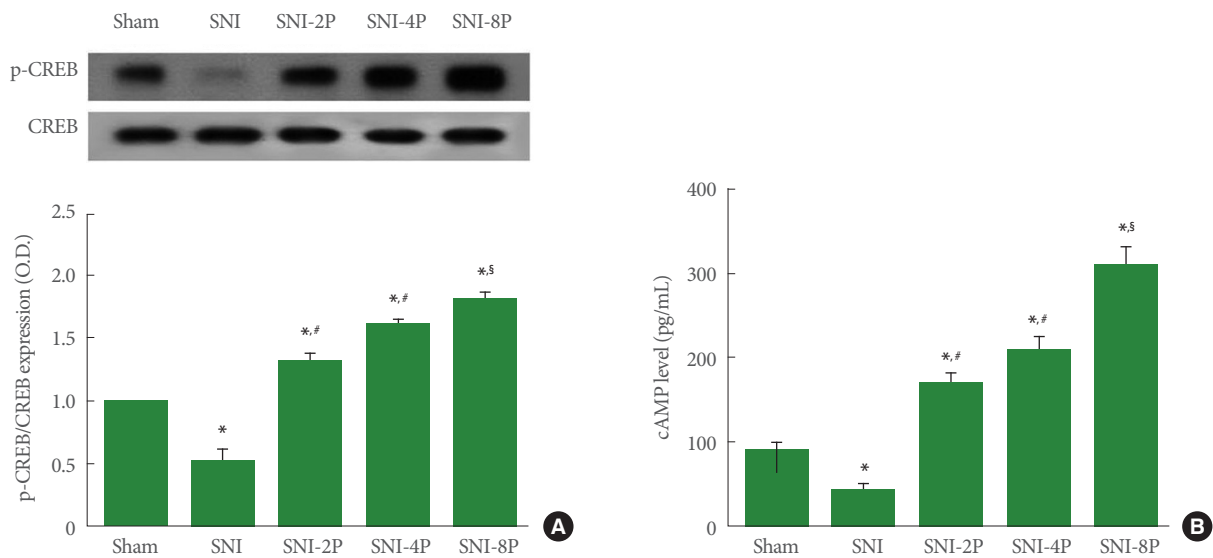 Sham SNI SNI-2P SNI-4P SNI-8P
p-CREB
CREB
p-CREB/CREB expression (O.D.)
2.5
2.0
1.5
1.0
0.5
0
*
*,#
*,#
*,§
Sham SNI SNI-2P SNI-4P SNI-8P
A
cAMP level (pg/mL)
400
300
200
100
0
*
*,#
*,#
*,§
Sham SNI SNI-2P SNI-4P SNI-8P
B